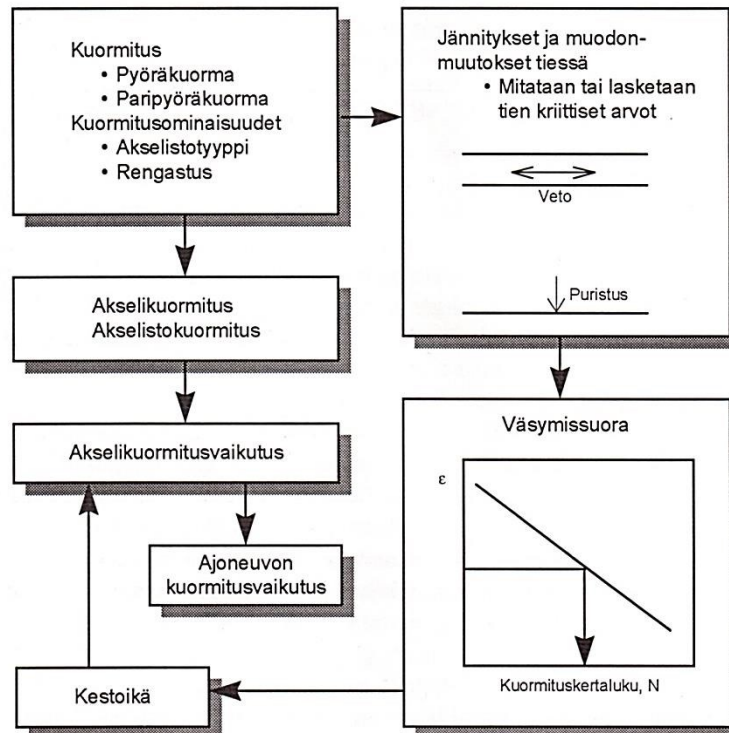 Kuormitus
• Pyöräkuorma
• Paripyöräkuorma
Kuormitusominaisuudet
• Akselistotyyppi
• Rengastus
Jännitykset ja muodon-
muutokset tiessä
• Mitataan tai lasketaan
tien kriittiset arvot
Veto
Puristus
Akselikuormitus
Akselistokuormitus
Akselikuormitusvaikutus
Ajoneuvon
kuormitusvaikutus
Väsymissuora
ε
Kuormituskertaluku, N
Kestoikä